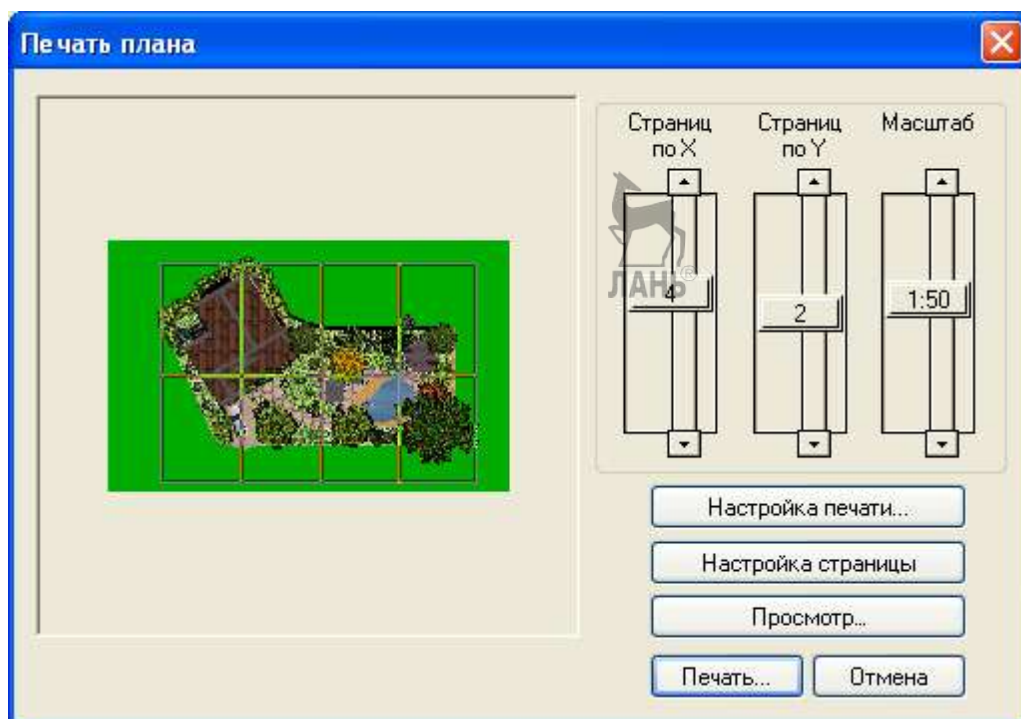 Печать плана
Страниц
по X
Страниц
по Y
Масштаб
4
2
1:50
ЛАНЬ®
Настройка печати...
Настройка страницы
Просмотр...
Печать...
Отмена